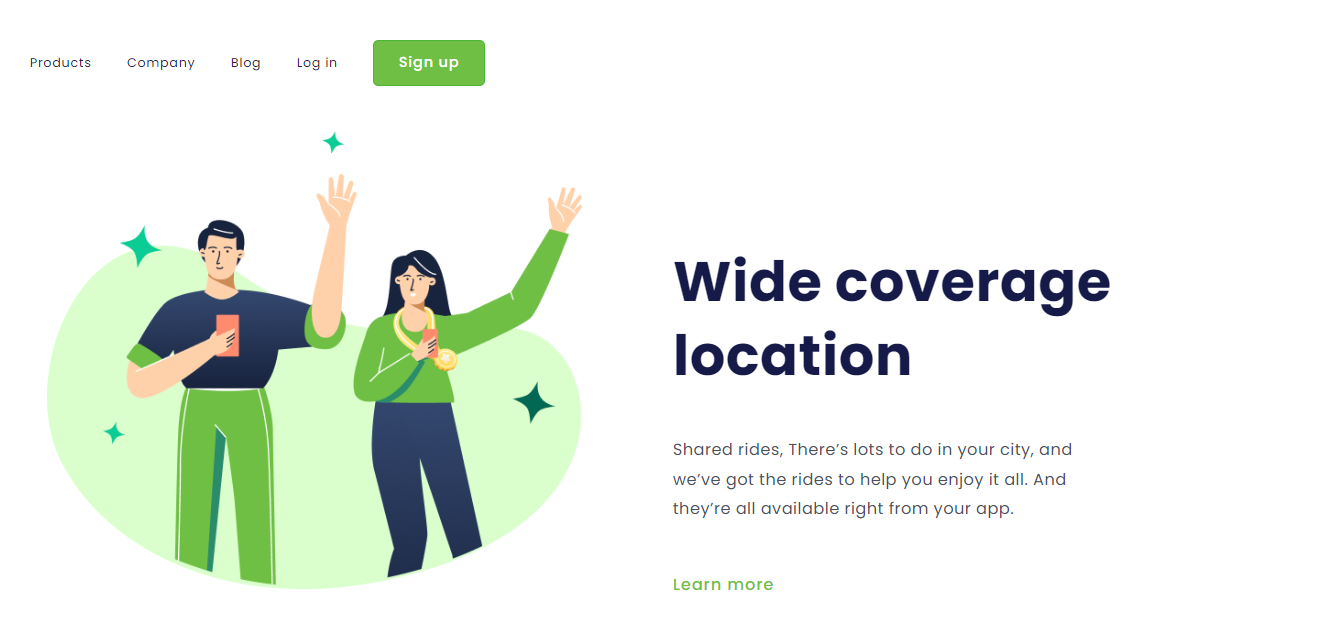 Products Company Blog Log in Sign up
Wide coverage
location
Shared rides, There’s lots to do in your city, and
we’ve got the rides to help you enjoy it all. And
they’re all available right from your app.
Learn more